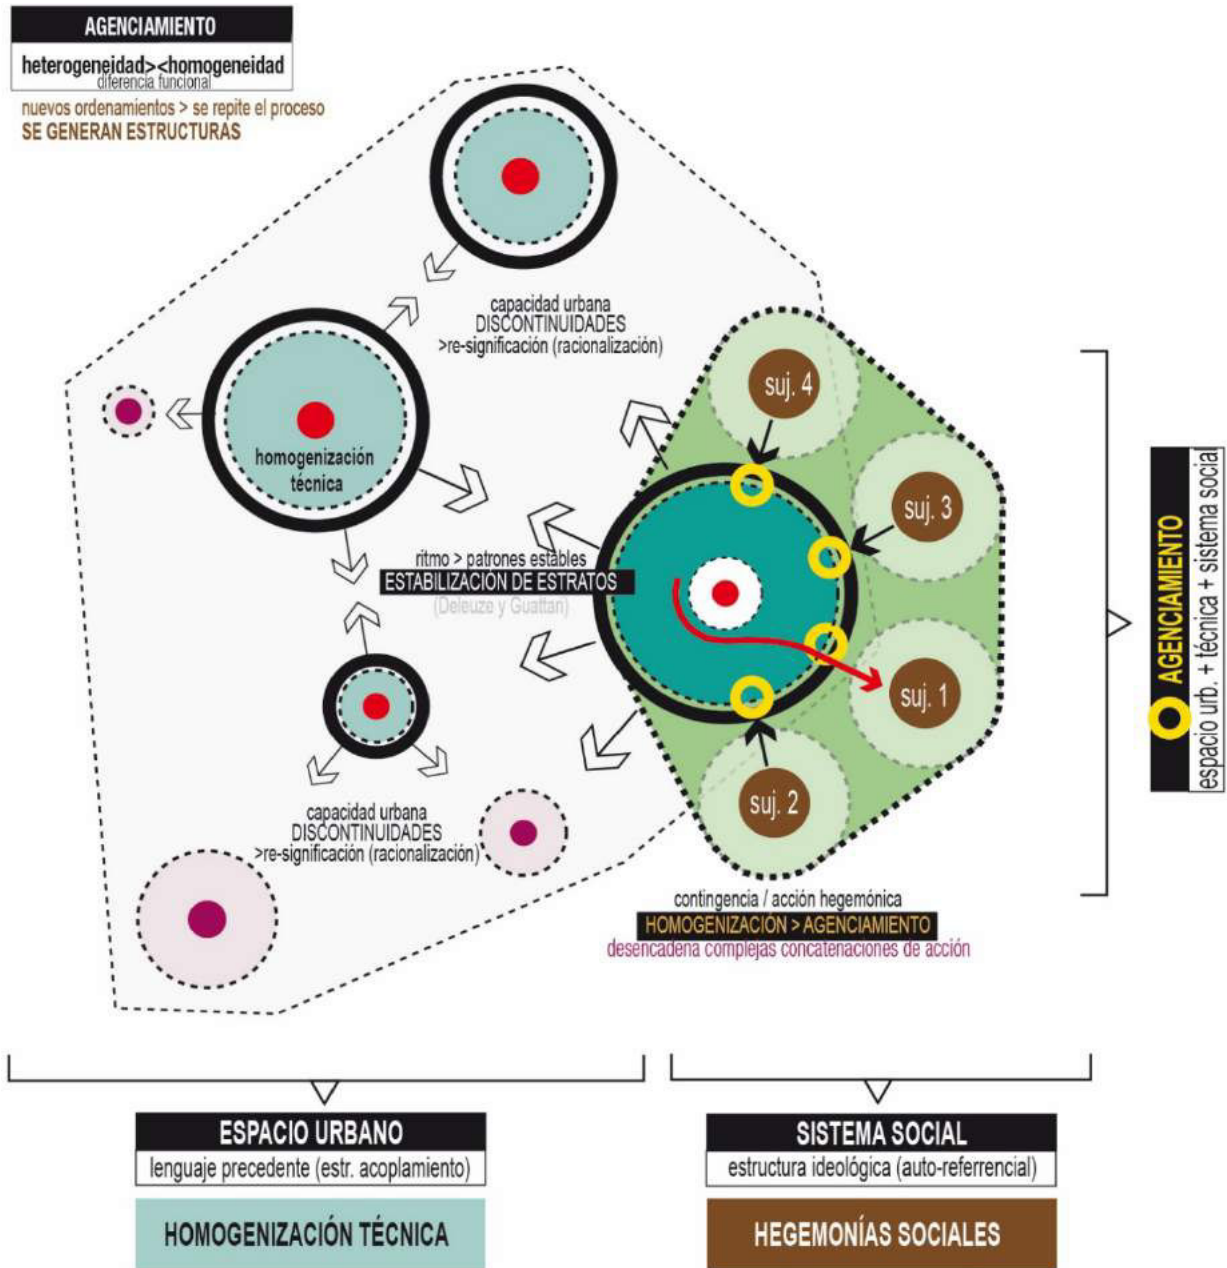 AGENCIAMIENTO
heterogeneidad><homogeneidad
diferencia funcional
nuevos ordenamientos > se repite el proceso
SE GENERAN ESTRUCTURAS
capacidad urbana
DISCONTINUIDADES
>re-significación (racionalización)
suj. 4
homogenización
técnica
suj. 3
ritmo > patrones estables
ESTABILIZACIÓN DE ESTRATOS
(Deleuze y Guattari)
suj. 1
suj. 2
capacidad urbana
DISCONTINUIDADES
>re-significación (racionalización)
contingencia / acción hegemónica
HOMOGENIZACIÓN > AGENCIAMIENTO
desencadena complejas concatenaciones de acción
AGENCIAMIENTO
espacio urb. + técnica + sistema social
ESPACIO URBANO
lenguaje precedente (estr. acoplamiento)
HOMOGENIZACIÓN TÉCNICA
SISTEMA SOCIAL
estructura ideológica (auto-referrencial)
HEGEMONÍAS SOCIALES